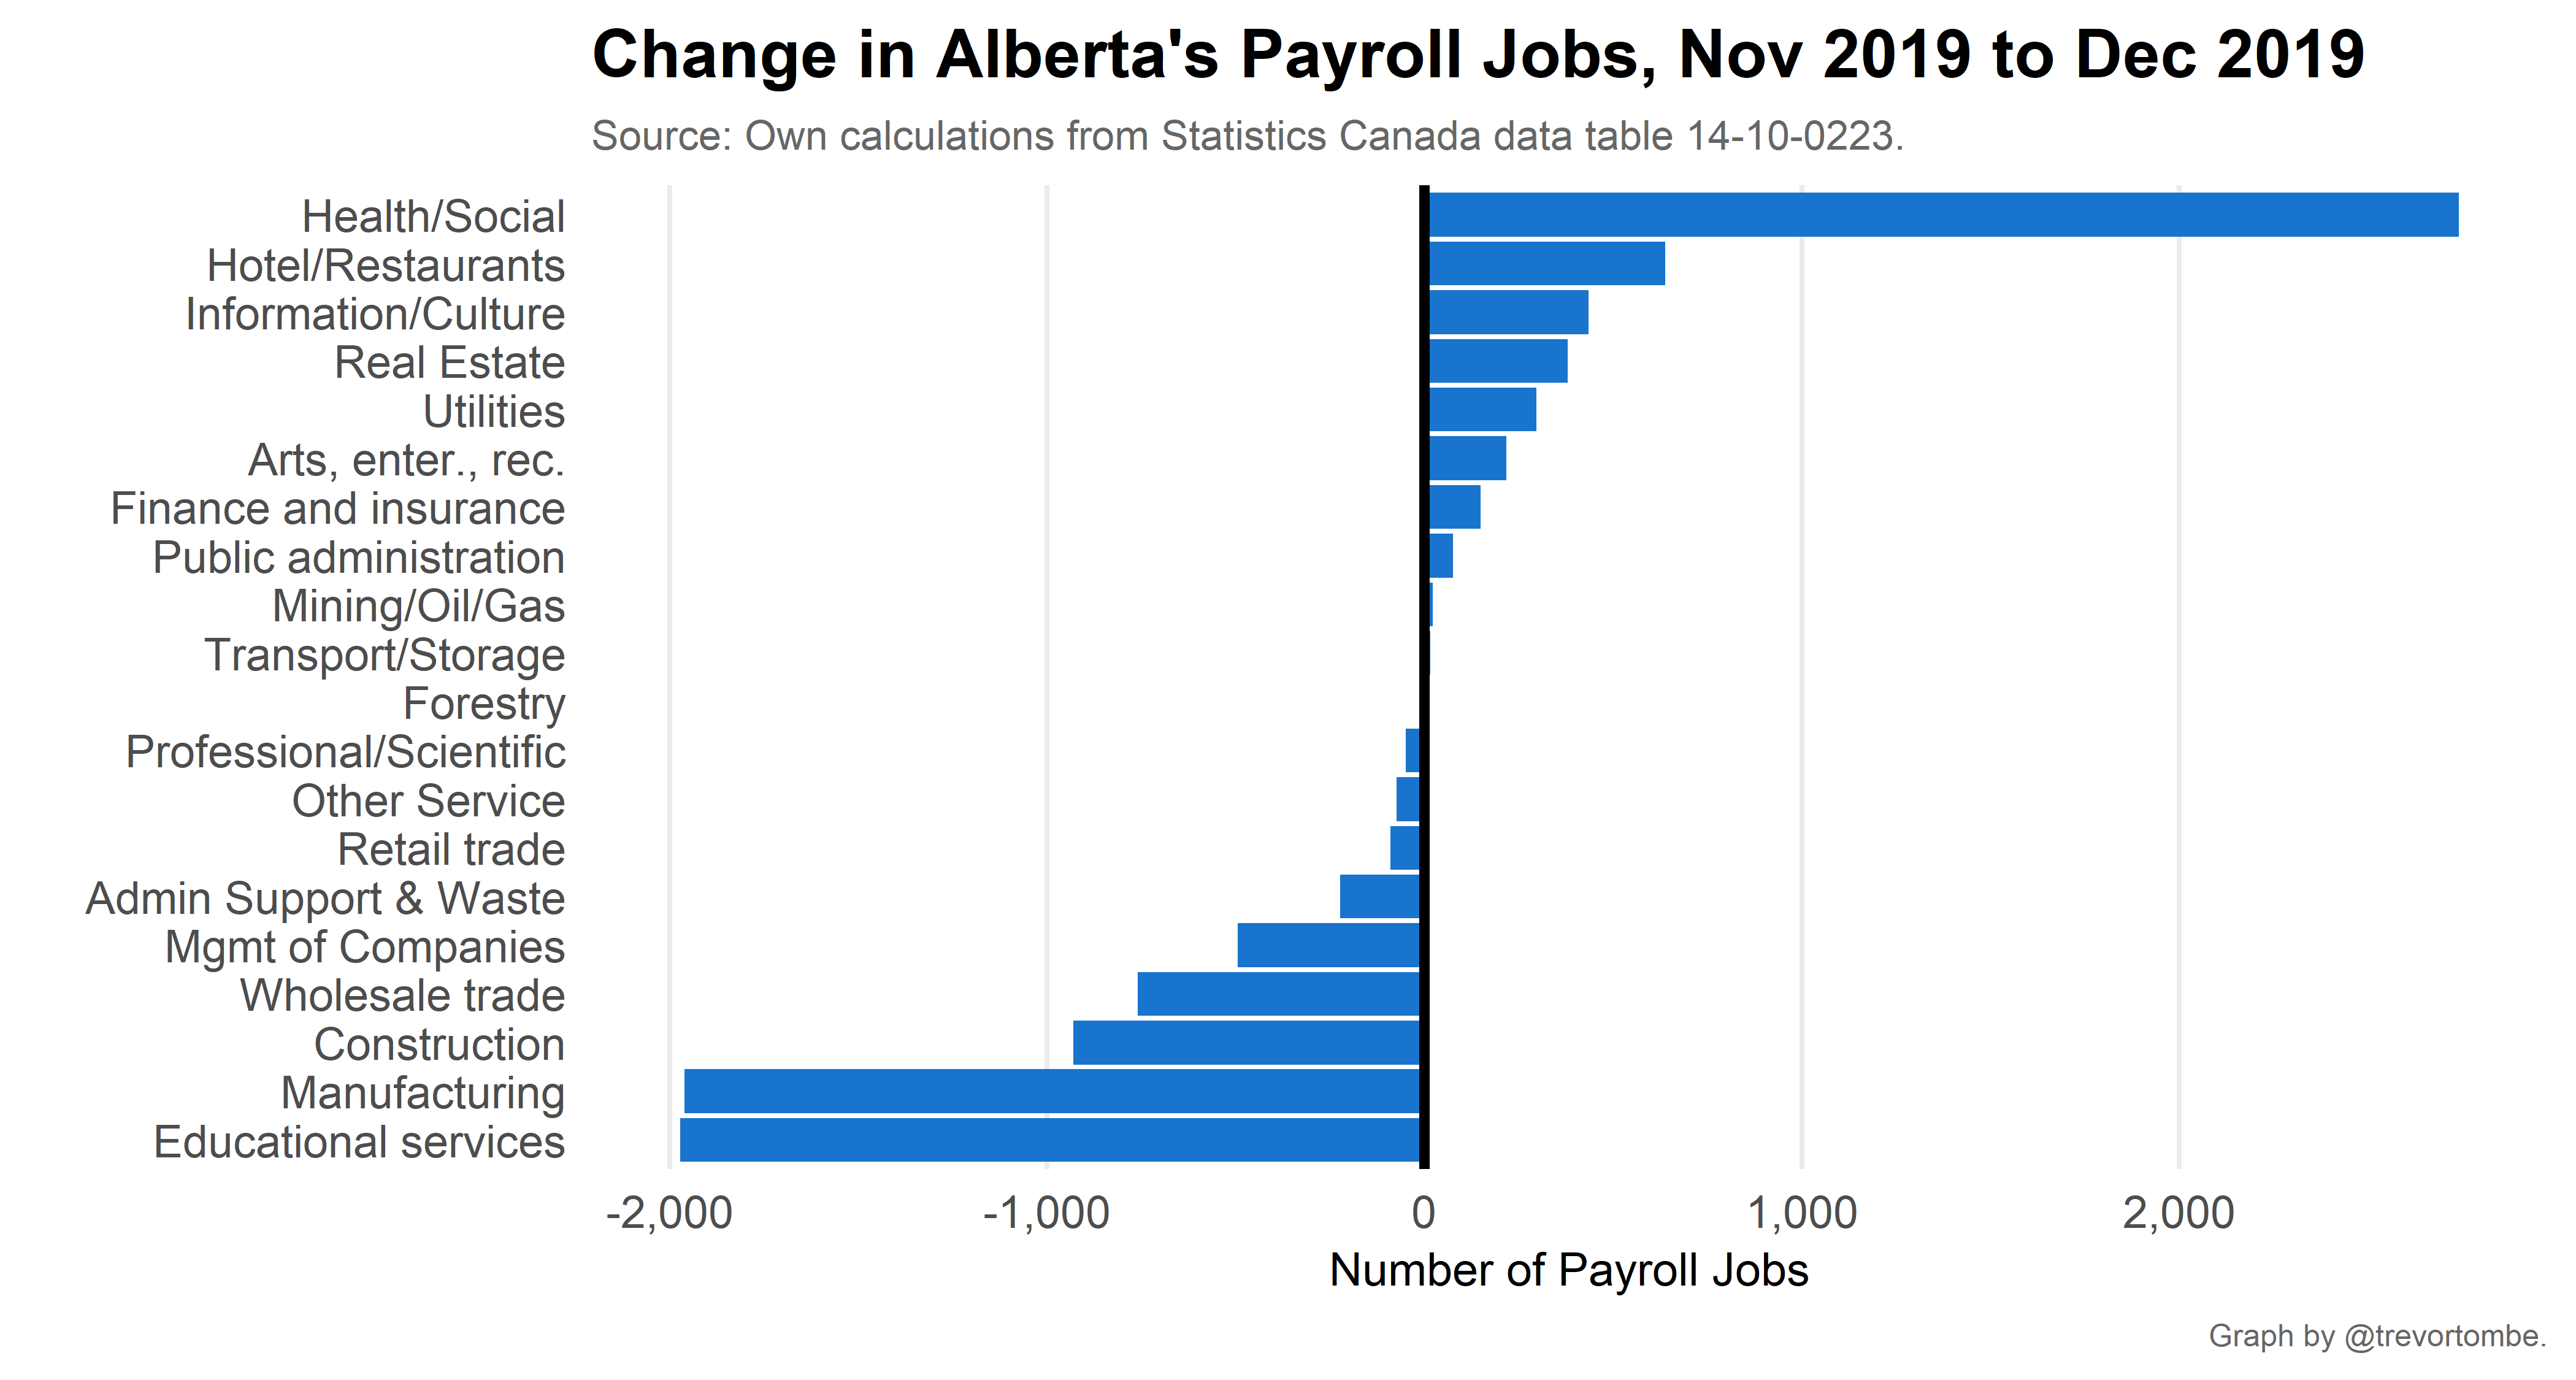 Change in Alberta's Payroll Jobs, Nov 2019 to Dec 2019
Source: Own calculations from Statistics Canada data table 14-10-0223.
Health/Social
Hotel/Restaurants
Information/Culture
Real Estate
Utilities
Arts, enter., rec.
Finance and insurance
Public administration
Mining/Oil/Gas
Transport/Storage
Forestry
Professional/Scientific
Other Service
Retail trade
Admin Support & Waste
Mgmt of Companies
Wholesale trade
Construction
Manufacturing
Educational services
-2,000 -1,000 0 1,000 2,000
Number of Payroll Jobs
Graph by @trevortombe.